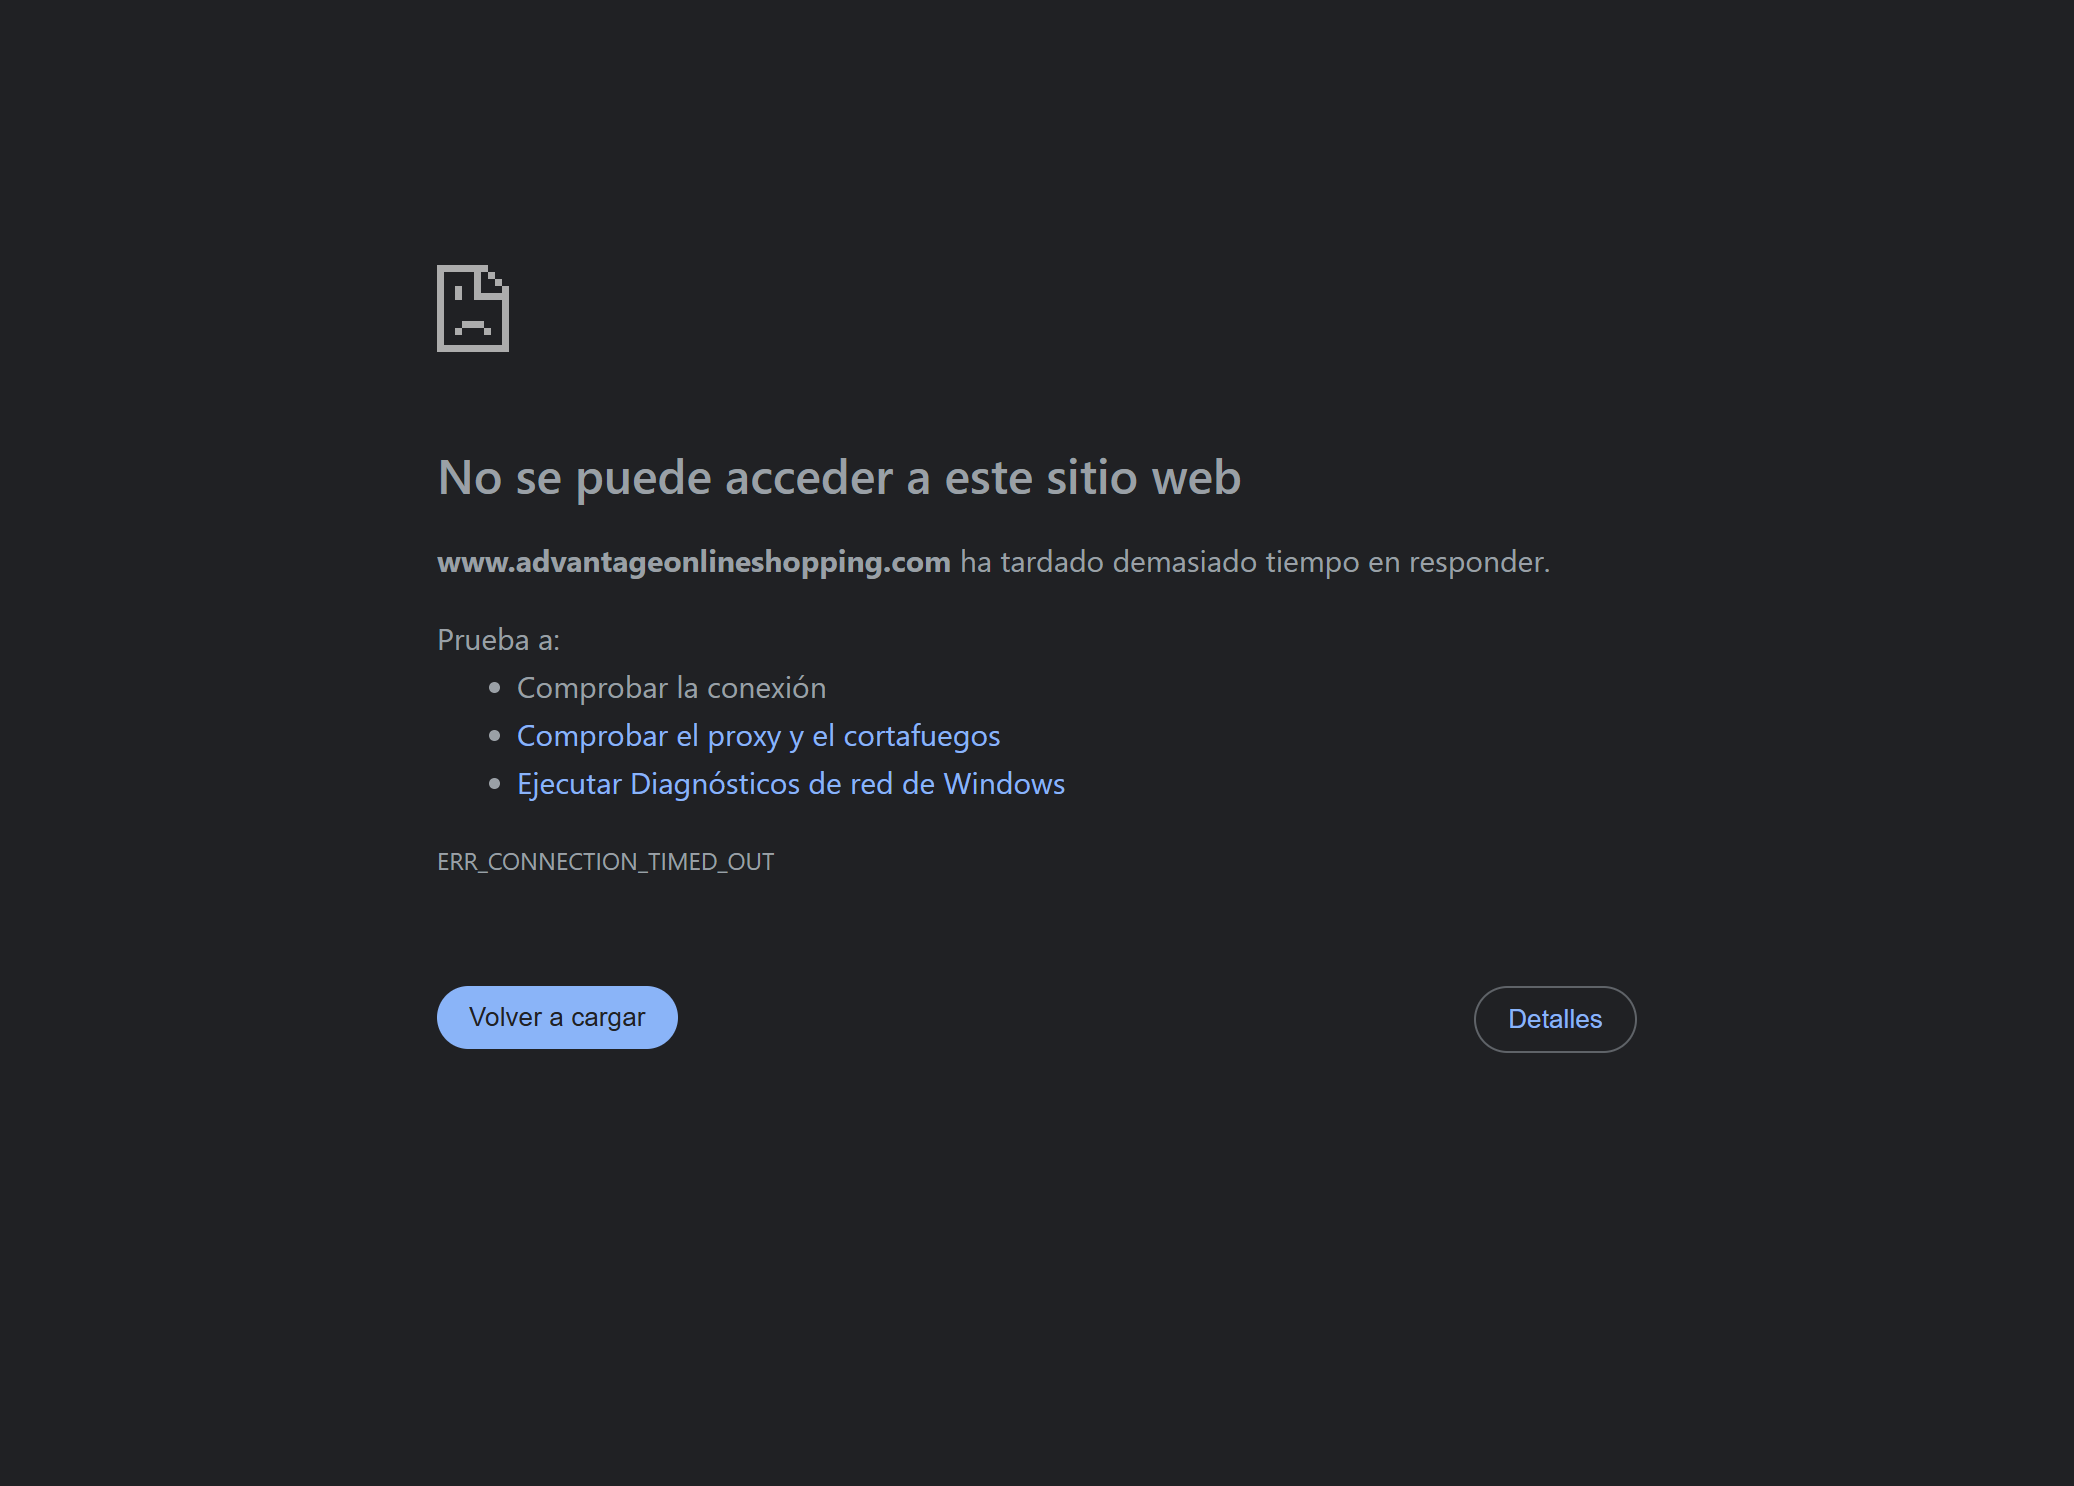 No se puede acceder a este sitio web
www.advantageonlineshopping.com ha tardado demasiado tiempo en responder.
Prueba a:
Comprobar la conexión
Comprobar el proxy y el cortafuegos
Ejecutar Diagnósticos de red de Windows
ERR_CONNECTION_TIMED_OUT
Volver a cargar
Detalles